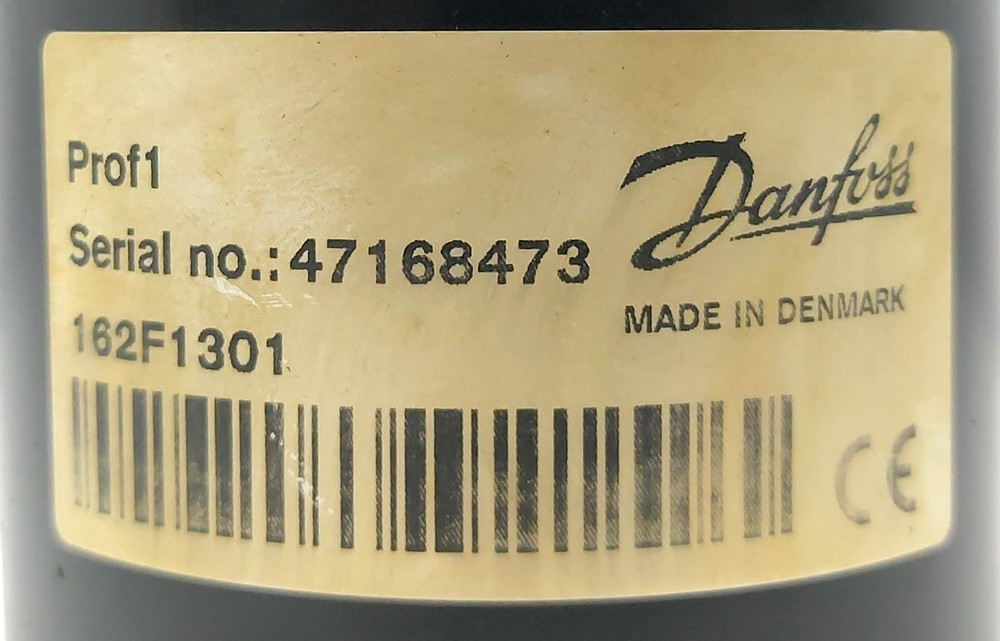 Prof1
Serial no.:47168473
162F1301
Danfoss
MADE IN DENMARK
CE